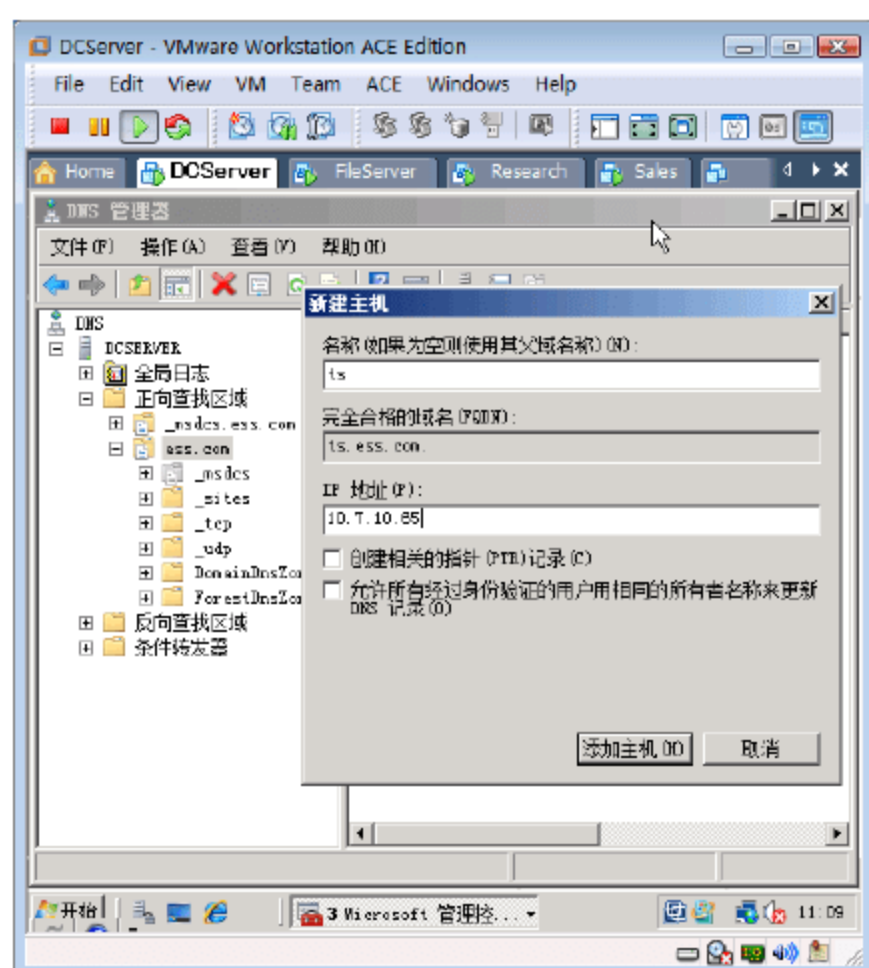 DCServer - VMware Workstation ACE Edition
File Edit View VM Team ACE Windows Help
Home DCServer FileServer Research Sales
DNS 管理器
文件(F) 操作(A) 查看(V) 帮助(H)
新建主机
DNS
DCSERVER
全局日志
正向查找区域
_msdcs.ess.com
ess.com
_msdcs
_sites
_tcp
_udp
DomainDnsZo
ForestDnsZo
反向查找区域
条件转发器
名称(如果为空则使用其父域名称)(N):
ts
完全合格的域名(FQDN):
ts.ess.com.
IP 地址(P):
10.7.10.65
创建相关的指针(PTR)记录(C)
允许所有经过身份验证的用户用相同的所有者名称来更新
DNS 记录(O)
添加主机(H) 取消
开始 3 Microsoft 管理控... 11:09